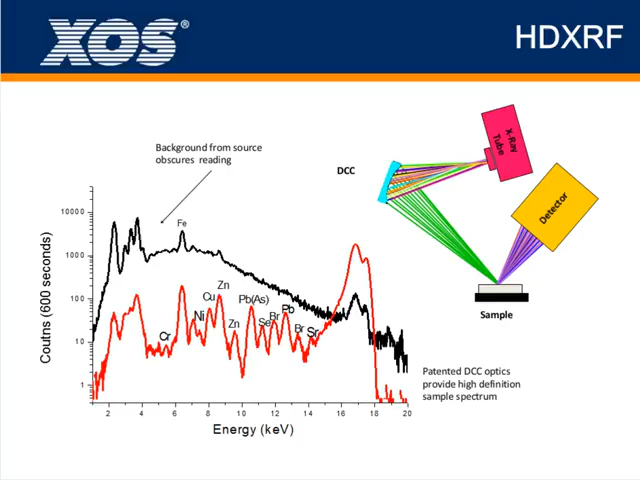 XOS®
HDXRF
Background from source
obscures reading
DCC
X-Ray
Tube
Detector
Sample
Patented DCC optics
provide high definition
sample spectrum
Coutns (600 seconds)
10000
1000
100
10
1
Fe
Zn
Cu
Ni
Cr
Zn
Pb(As)
Se
Br
Pb
Br
Sr
2 4 6 8 10 12 14 16 18 20
Energy (keV)